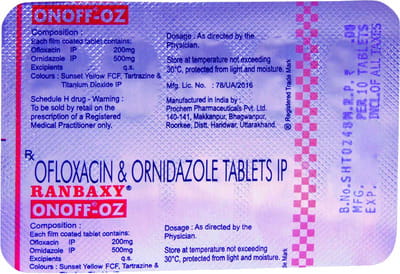 ONOFF-OZ
Composition :
Each film coated tablet contains:
Ofloxacin IP 200mg
Ornidazole IP 500mg
Excipients q.s.
Colours : Sunset Yellow FCF, Tartrazine &
Titanium Dioxide IP
Schedule H drug - Warning :
To be sold by retail on the
prescription of a Registered
Medical Practitioner only.
Dosage : As directed by the
Physician.
Store at temperature not exceeding
30°C, protected from light and moisture.
Mfg. Lic. No. : 78/UA/2016
Manufactured in India by :
Prochem Pharmaceuticals Pvt. Ltd.
140-141, Makkanpur, Bhagwanpur,
Roorkee, Distt. Haridwar, Uttarakhand.
® Registered Trade Mark
B.No.
MFG.
EXP.
M.R.P.₹
PER 10 TABLETS
INCL.OF ALL TAXES
Rx
OFLOXACIN & ORNIDAZOLE TABLETS IP
RANBAXY®
ONOFF-OZ
Composition :
Each film coated tablet contains:
Ofloxacin IP 200mg
Ornidazole IP 500mg
Excipients q.s.
Colours : Sunset Yellow FCF, Tartrazine &
Dosage : As directed by the
Physician.
Store at temperature not exceeding
30°C, protected from light and moisture.
de Mark